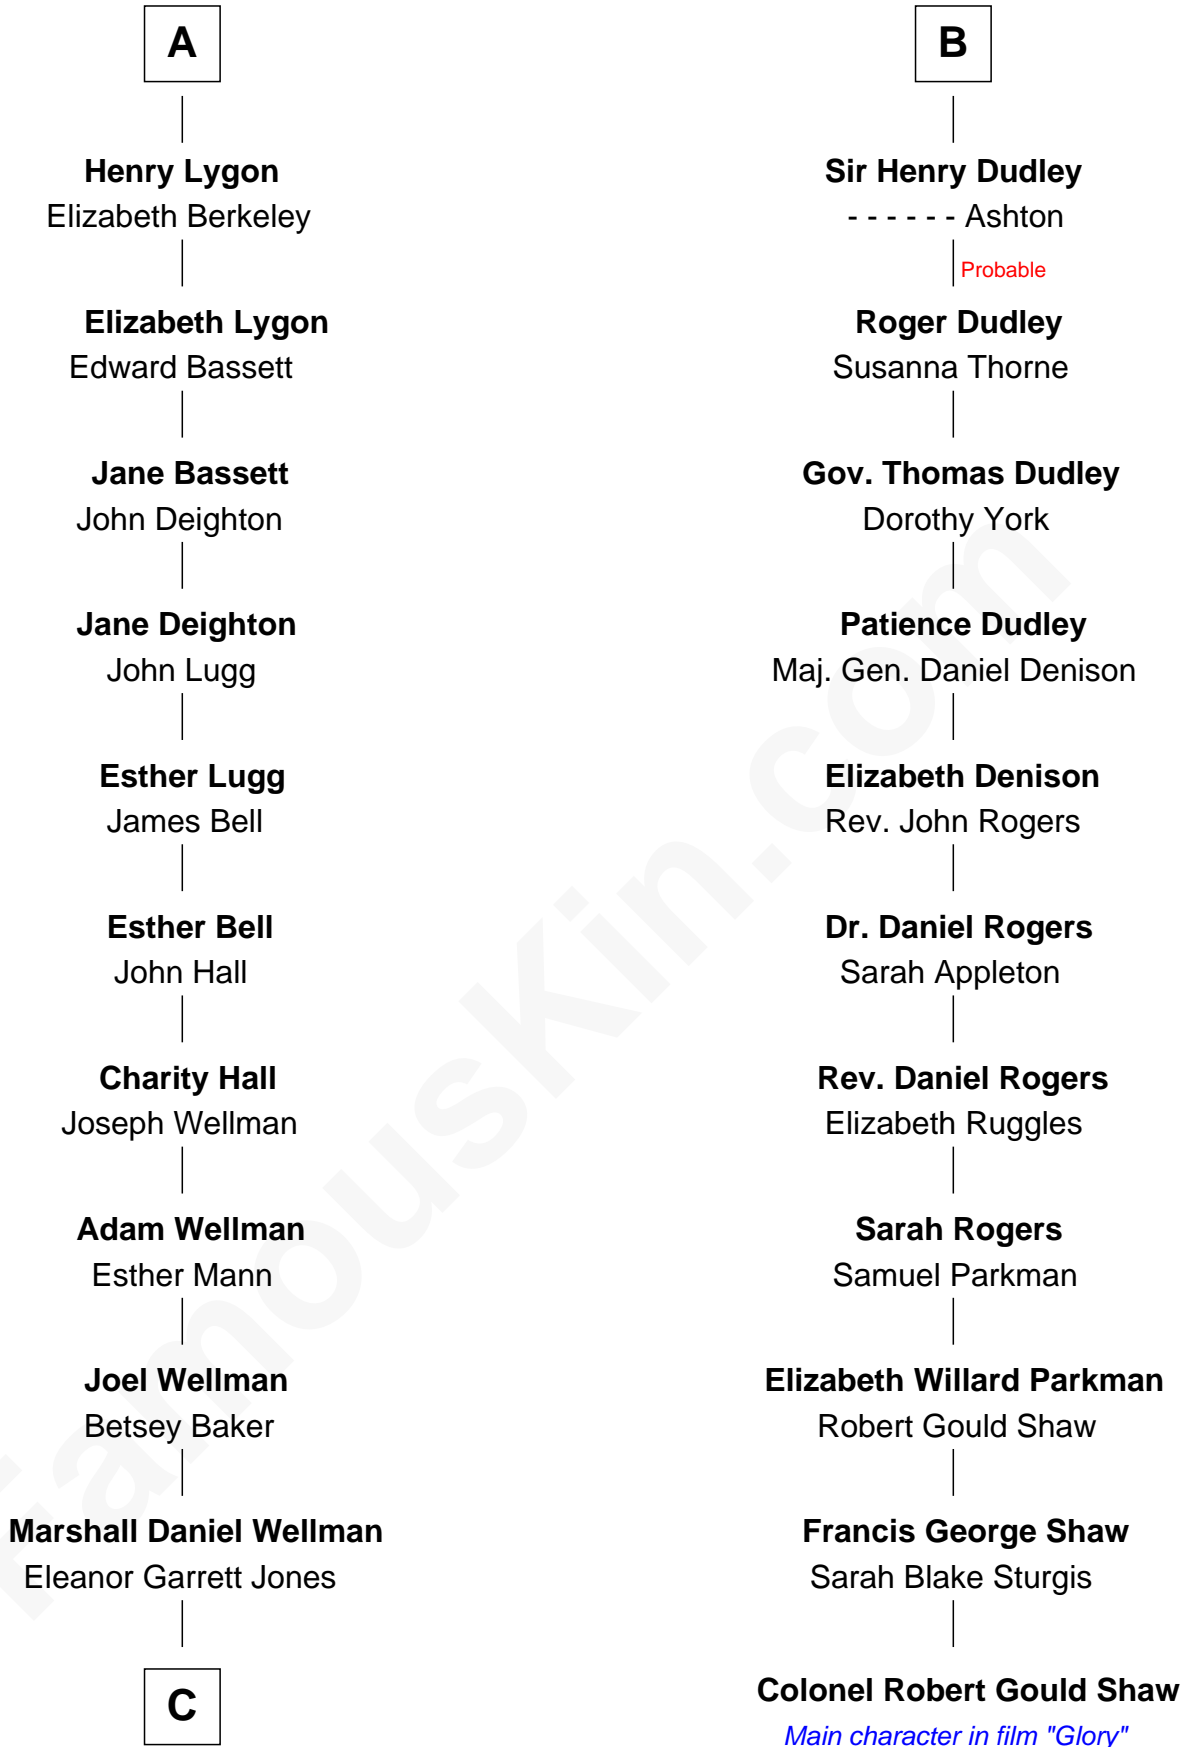 A
Henry Lygon
Elizabeth Berkeley
Elizabeth Lygon
Edward Bassett
Jane Bassett
John Deighton
Jane Deighton
John Lugg
Esther Lugg
James Bell
Esther Bell
John Hall
Charity Hall
Joseph Wellman
Adam Wellman
Esther Mann
Joel Wellman
Betsey Baker
Marshall Daniel Wellman
Eleanor Garrett Jones
C
B
Sir Henry Dudley
- - - - - - Ashton
Probable
Roger Dudley
Susanna Thorne
Gov. Thomas Dudley
Dorothy York
Patience Dudley
Maj. Gen. Daniel Denison
Elizabeth Denison
Rev. John Rogers
Dr. Daniel Rogers
Sarah Appleton
Rev. Daniel Rogers
Elizabeth Ruggles
Sarah Rogers
Samuel Parkman
Elizabeth Willard Parkman
Robert Gould Shaw
Francis George Shaw
Sarah Blake Sturgis
Colonel Robert Gould Shaw
Main character in film "Glory"
FamousKin.com